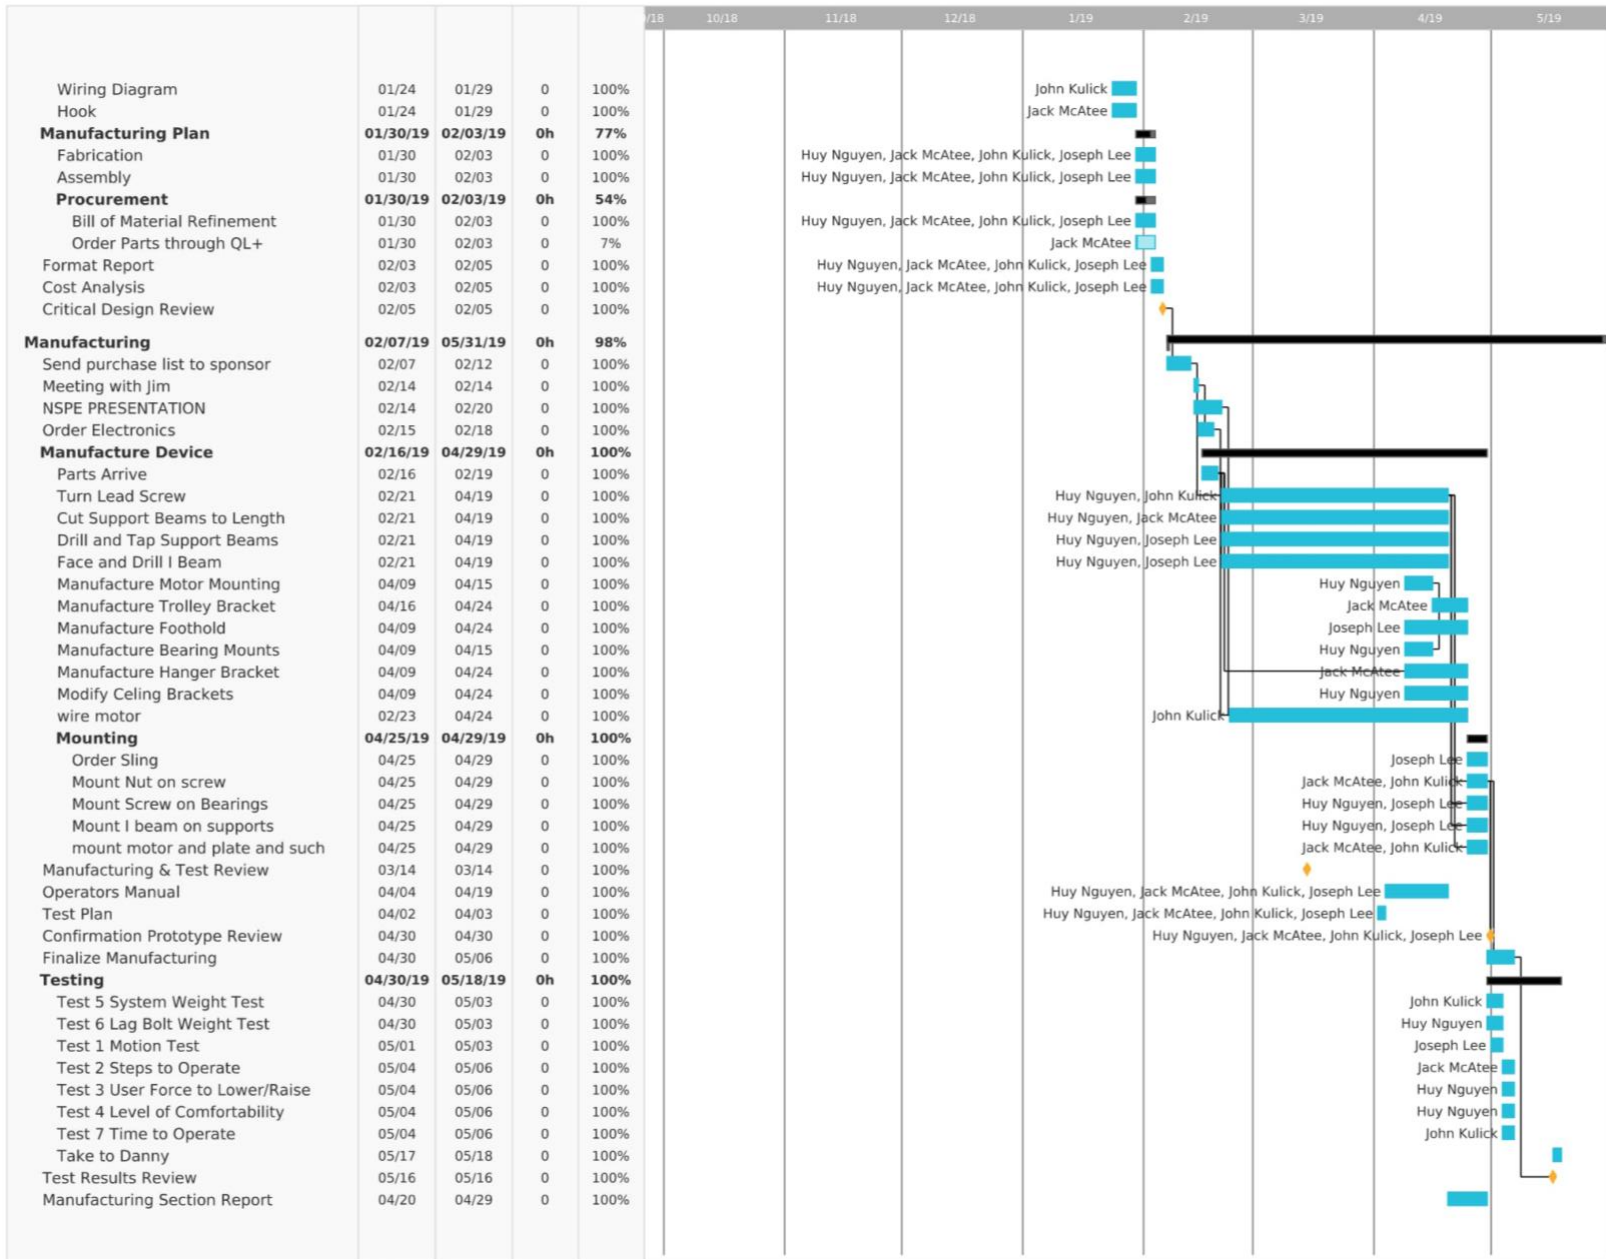 /18 10/18 11/18 12/18 1/19 2/19 3/19 4/19 5/19
Wiring Diagram 01/24 01/29 0 100% John Kulick
Hook 01/24 01/29 0 100% Jack McAtee
Manufacturing Plan 01/30/19 02/03/19 0h 77%
Fabrication 01/30 02/03 0 100% Huy Nguyen, Jack McAtee, John Kulick, Joseph Lee
Assembly 01/30 02/03 0 100% Huy Nguyen, Jack McAtee, John Kulick, Joseph Lee
Procurement 01/30/19 02/03/19 0h 54%
Bill of Material Refinement 01/30 02/03 0 100% Huy Nguyen, Jack McAtee, John Kulick, Joseph Lee
Order Parts through QL+ 01/30 02/03 0 7% Jack McAtee
Format Report 02/03 02/05 0 100% Huy Nguyen, Jack McAtee, John Kulick, Joseph Lee
Cost Analysis 02/03 02/05 0 100% Huy Nguyen, Jack McAtee, John Kulick, Joseph Lee
Critical Design Review 02/05 02/05 0 100%
Manufacturing 02/07/19 05/31/19 0h 98%
Send purchase list to sponsor 02/07 02/12 0 100%
Meeting with Jim 02/14 02/14 0 100%
NSPE PRESENTATION 02/14 02/20 0 100%
Order Electronics 02/15 02/18 0 100%
Manufacture Device 02/16/19 04/29/19 0h 100%
Parts Arrive 02/16 02/19 0 100%
Turn Lead Screw 02/21 04/19 0 100% Huy Nguyen, John Kulick
Cut Support Beams to Length 02/21 04/19 0 100% Huy Nguyen, Jack McAtee
Drill and Tap Support Beams 02/21 04/19 0 100% Huy Nguyen, Joseph Lee
Face and Drill I Beam 02/21 04/19 0 100% Huy Nguyen, Joseph Lee
Manufacture Motor Mounting 04/09 04/15 0 100% Huy Nguyen
Manufacture Trolley Bracket 04/16 04/24 0 100% Jack McAtee
Manufacture Foothold 04/09 04/24 0 100% Joseph Lee
Manufacture Bearing Mounts 04/09 04/15 0 100% Huy Nguyen
Manufacture Hanger Bracket 04/09 04/24 0 100% Jack McAtee
Modify Celing Brackets 04/09 04/24 0 100% Huy Nguyen
wire motor 02/23 04/24 0 100% John Kulick
Mounting 04/25/19 04/29/19 0h 100%
Order Sling 04/25 04/29 0 100% Joseph Lee
Mount Nut on screw 04/25 04/29 0 100% Jack McAtee, John Kulick
Mount Screw on Bearings 04/25 04/29 0 100% Huy Nguyen, Joseph Lee
Mount I beam on supports 04/25 04/29 0 100% Huy Nguyen, Joseph Lee
mount motor and plate and such 04/25 04/29 0 100% Jack McAtee, John Kulick
Manufacturing & Test Review 03/14 03/14 0 100%
Operators Manual 04/04 04/19 0 100% Huy Nguyen, Jack McAtee, John Kulick, Joseph Lee
Test Plan 04/02 04/03 0 100% Huy Nguyen, Jack McAtee, John Kulick, Joseph Lee
Confirmation Prototype Review 04/30 04/30 0 100% Huy Nguyen, Jack McAtee, John Kulick, Joseph Lee
Finalize Manufacturing 04/30 05/06 0 100%
Testing 04/30/19 05/18/19 0h 100%
Test 5 System Weight Test 04/30 05/03 0 100% John Kulick
Test 6 Lag Bolt Weight Test 04/30 05/03 0 100% Huy Nguyen
Test 1 Motion Test 05/01 05/03 0 100% Joseph Lee
Test 2 Steps to Operate 05/04 05/06 0 100% Jack McAtee
Test 3 User Force to Lower/Raise 05/04 05/06 0 100% Huy Nguyen
Test 4 Level of Comfortability 05/04 05/06 0 100% Huy Nguyen
Test 7 Time to Operate 05/04 05/06 0 100% John Kulick
Take to Danny 05/17 05/18 0 100%
Test Results Review 05/16 05/16 0 100%
Manufacturing Section Report 04/20 04/29 0 100%